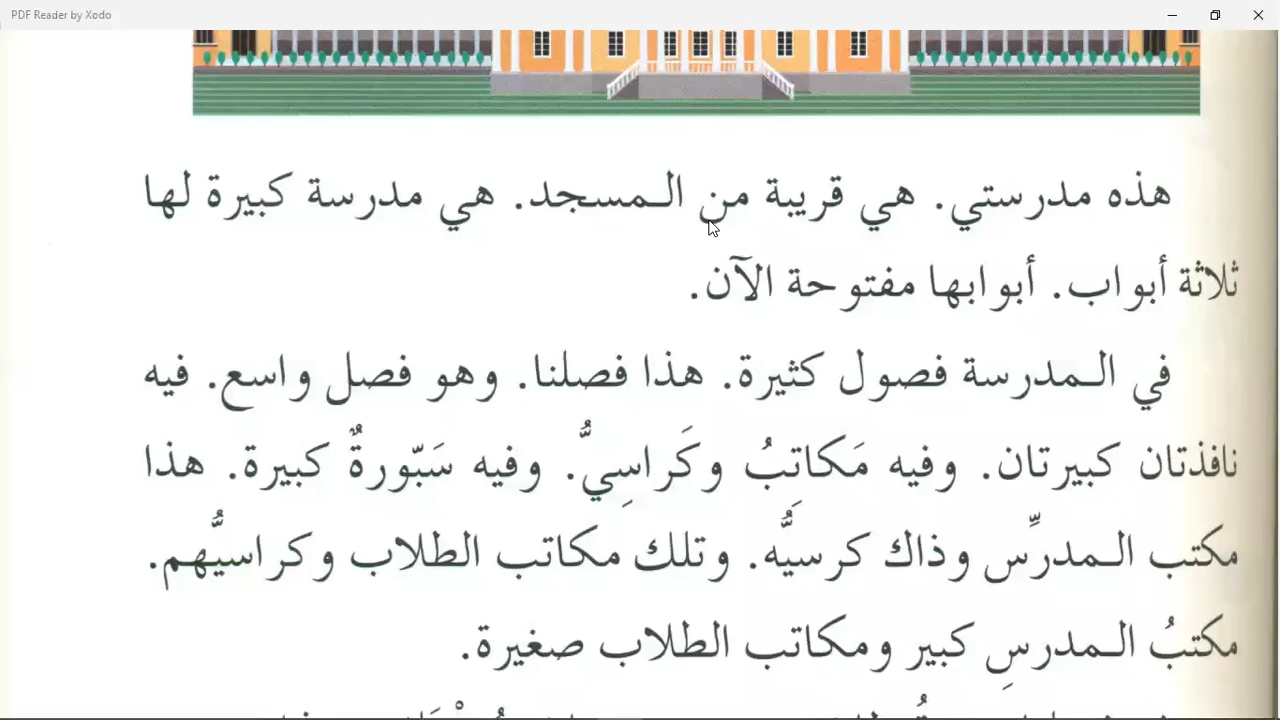 PDF Reader by Xodo
هذه مدرستي. هي قريبة من المسجد. هي مدرسة كبيرة لها
ثلاثة أبواب. أبوابها مفتوحة الآن.
في المدرسة فصول كثيرة. هذا فصلنا. وهو فصل واسع. فيه
نافذتان كبيرتان. وفيه مَكاتِبُ وكَراسِيُّ. وفيه سَبّورةٌ كبيرة. هذا
مكتب المدرِّس وذاك كرسيُّه. وتلك مكاتب الطلاب وكراسيُّهم.
مكتبُ المدرسِ كبير ومكاتب الطلاب صغيرة.